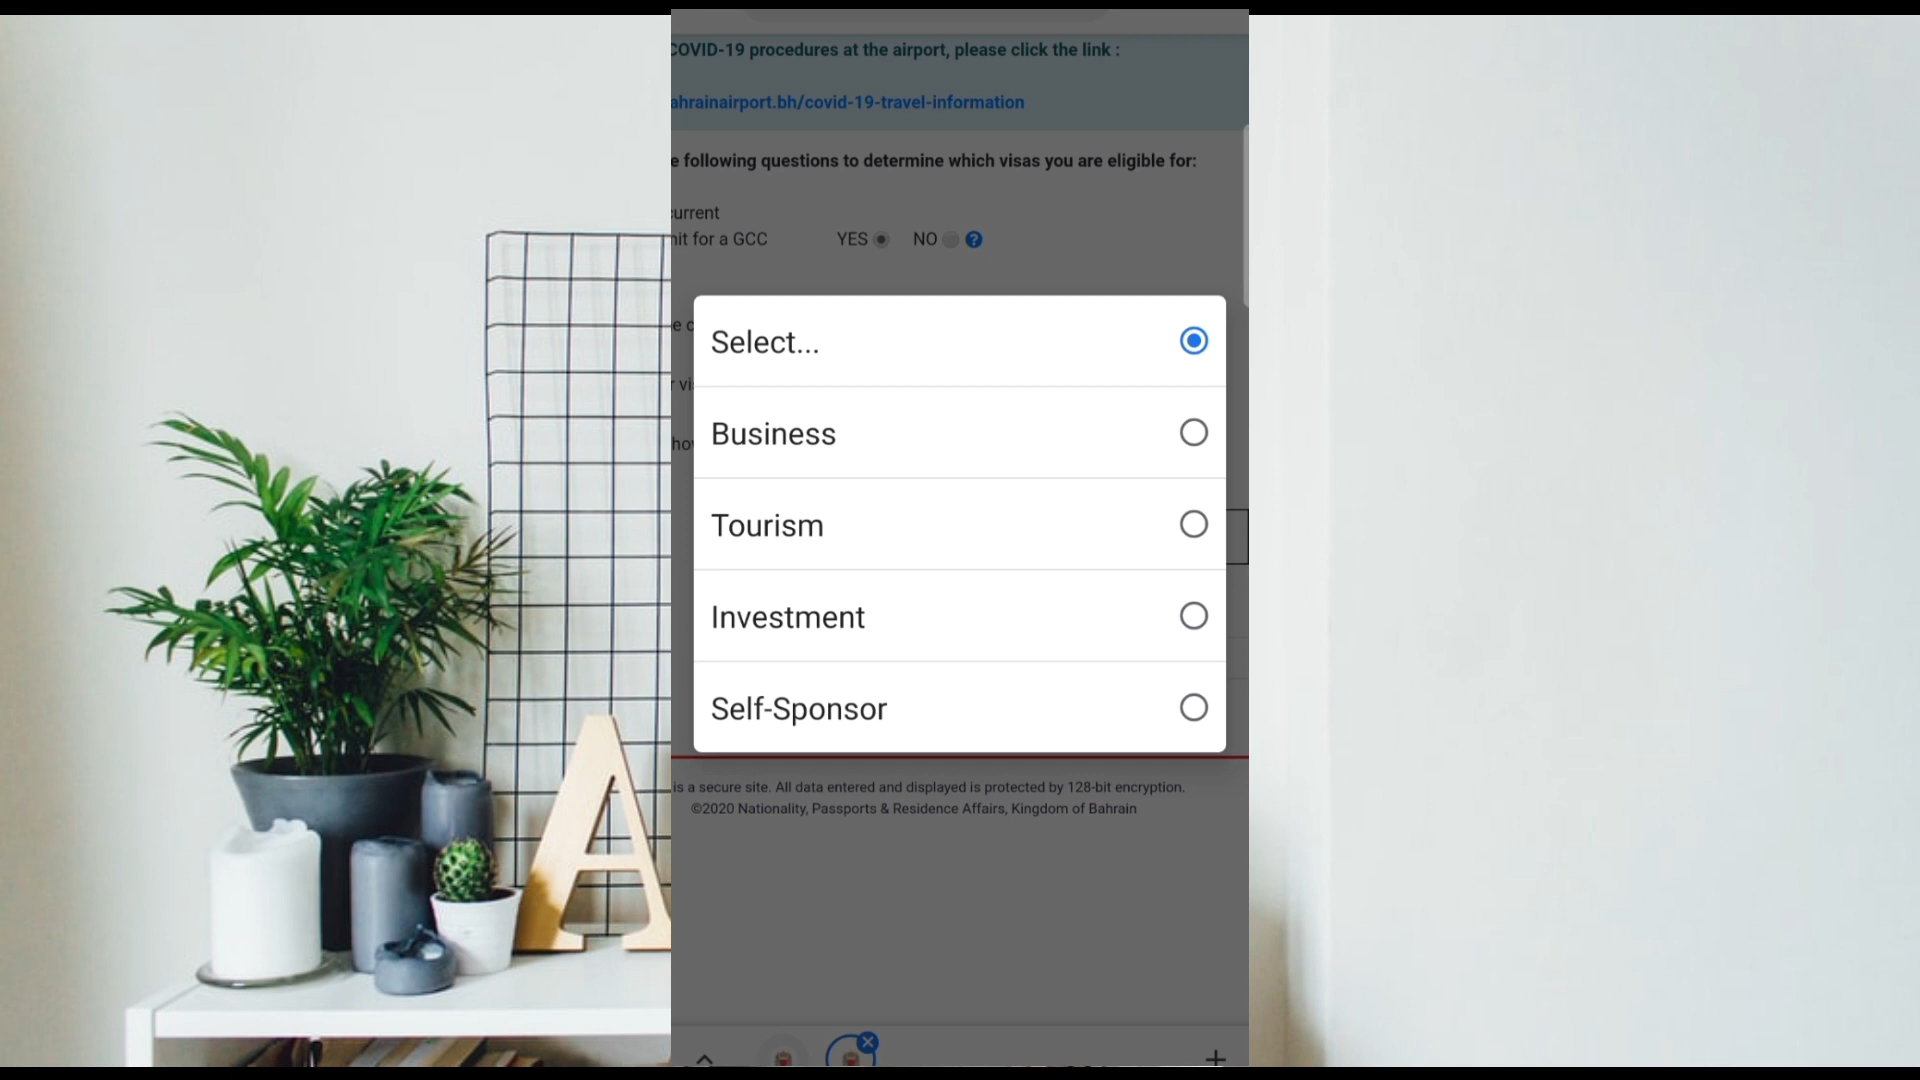 COVID-19 procedures at the airport, please click the link :
ahrainairport.bh/covid-19-travel-information
e following questions to determine which visas you are eligible for:
current
nit for a GCC YES NO ?
Select...
Business
Tourism
Investment
Self-Sponsor
is a secure site. All data entered and displayed is protected by 128-bit encryption.
©2020 Nationality, Passports & Residence Affairs, Kingdom of Bahrain
A